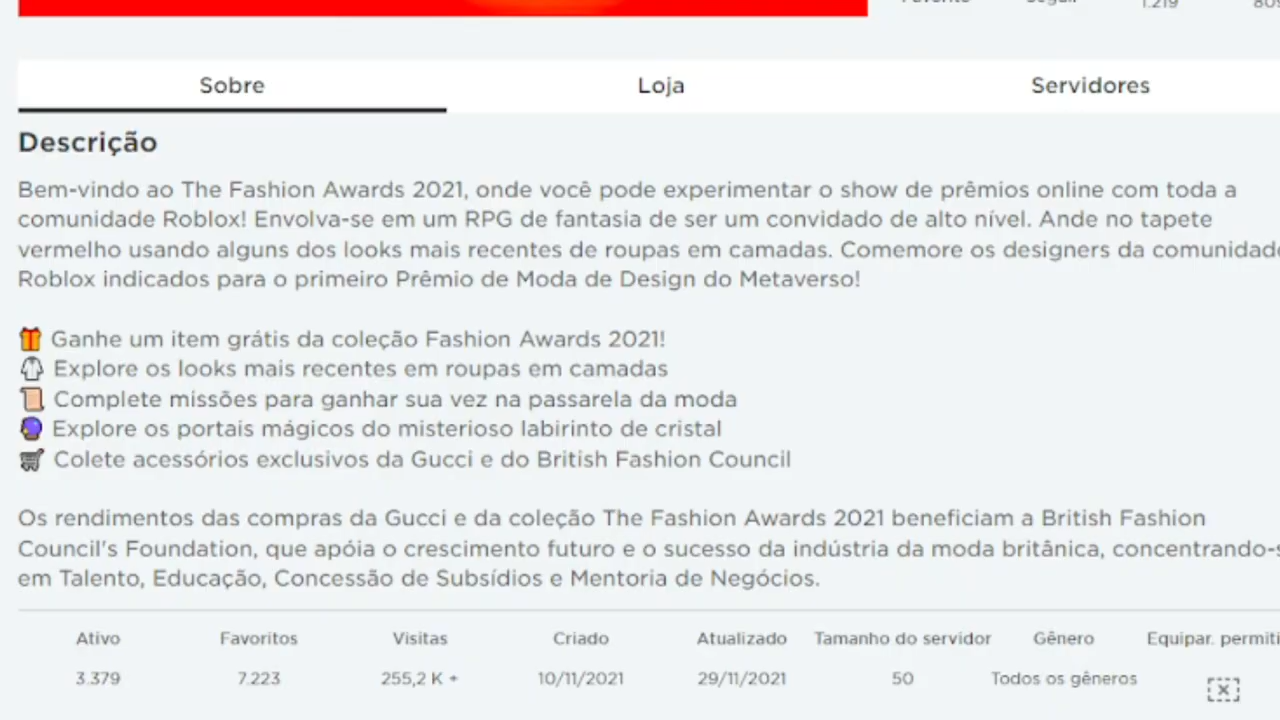 1.219
Sobre Loja Servidores
Descrição
Bem-vindo ao The Fashion Awards 2021, onde você pode experimentar o show de prêmios online com toda a
comunidade Roblox! Envolva-se em um RPG de fantasia de ser um convidado de alto nível. Ande no tapete
vermelho usando alguns dos looks mais recentes de roupas em camadas. Comemore os designers da comunidade
Roblox indicados para o primeiro Prêmio de Moda de Design do Metaverso!
Ganhe um item grátis da coleção Fashion Awards 2021!
Explore os looks mais recentes em roupas em camadas
Complete missões para ganhar sua vez na passarela da moda
Explore os portais mágicos do misterioso labirinto de cristal
Colete acessórios exclusivos da Gucci e do British Fashion Council
Os rendimentos das compras da Gucci e da coleção The Fashion Awards 2021 beneficiam a British Fashion
Council's Foundation, que apóia o crescimento futuro e o sucesso da indústria da moda britânica, concentrando-s
em Talento, Educação, Concessão de Subsídios e Mentoria de Negócios.
Ativo Favoritos Visitas Criado Atualizado Tamanho do servidor Gênero Equipar. permiti
3.379 7.223 255,2 K + 10/11/2021 29/11/2021 50 Todos os gêneros